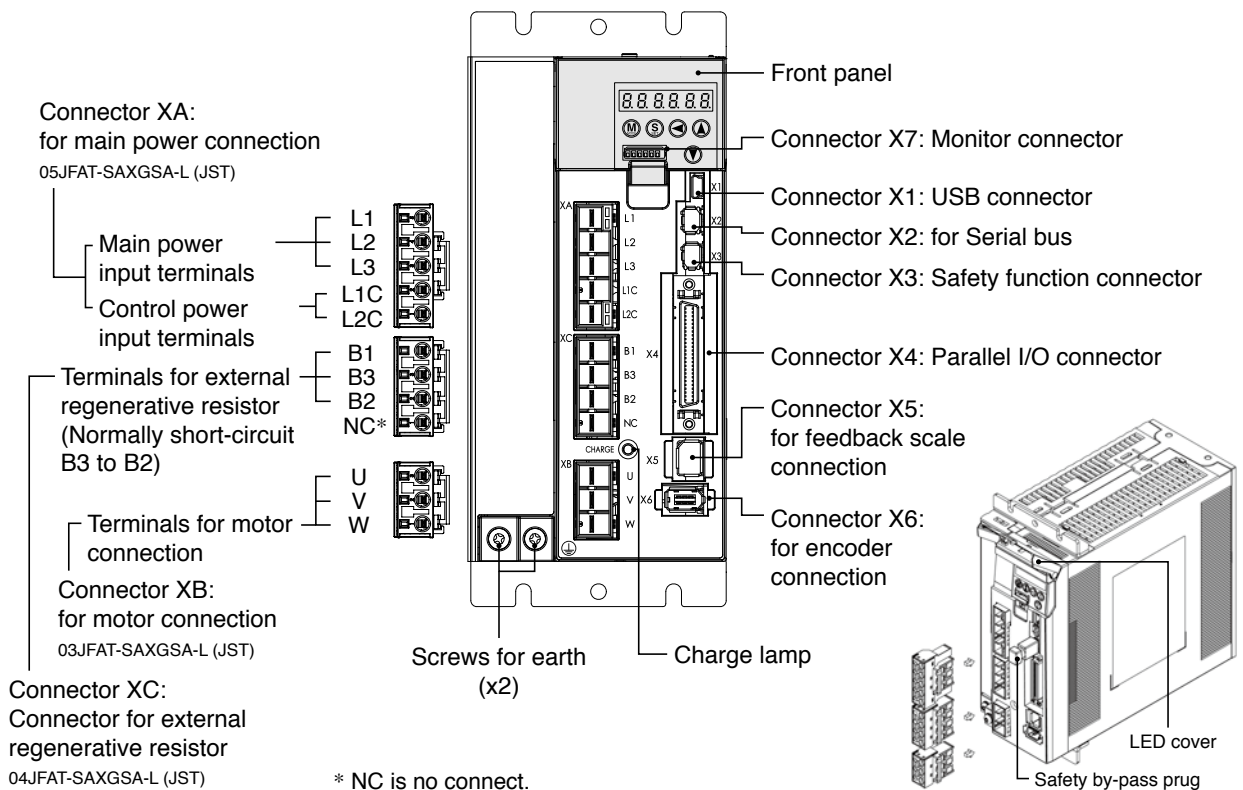 Front panel
Connector XA:
for main power connection
05JFAT-SAXGSA-L (JST)
8.8.8.8.8.8.
M S
Connector X7: Monitor connector
Connector X1: USB connector
Connector X2: for Serial bus
Connector X3: Safety function connector
Main power
input terminals
Control power
input terminals
L1
L2
L3
L1C
L2C
XA
L1
L2
L3
L1C
L2C
X1
X2
X3
X4
Connector X4: Parallel I/O connector
Terminals for external
regenerative resistor
(Normally short-circuit
B3 to B2)
B1
B3
B2
NC*
XC
B1
B3
B2
NC
CHARGE
X5
X6
Connector X5:
for feedback scale
connection
U
V
W
XB
U
V
W
Terminals for motor
connection
Connector XB:
for motor connection
03JFAT-SAXGSA-L (JST)
Connector X6:
for encoder
connection
Screws for earth
(x2)
Charge lamp
Connector XC:
Connector for external
regenerative resistor
04JFAT-SAXGSA-L (JST)
* NC is no connect.
LED cover
Safety by-pass prug